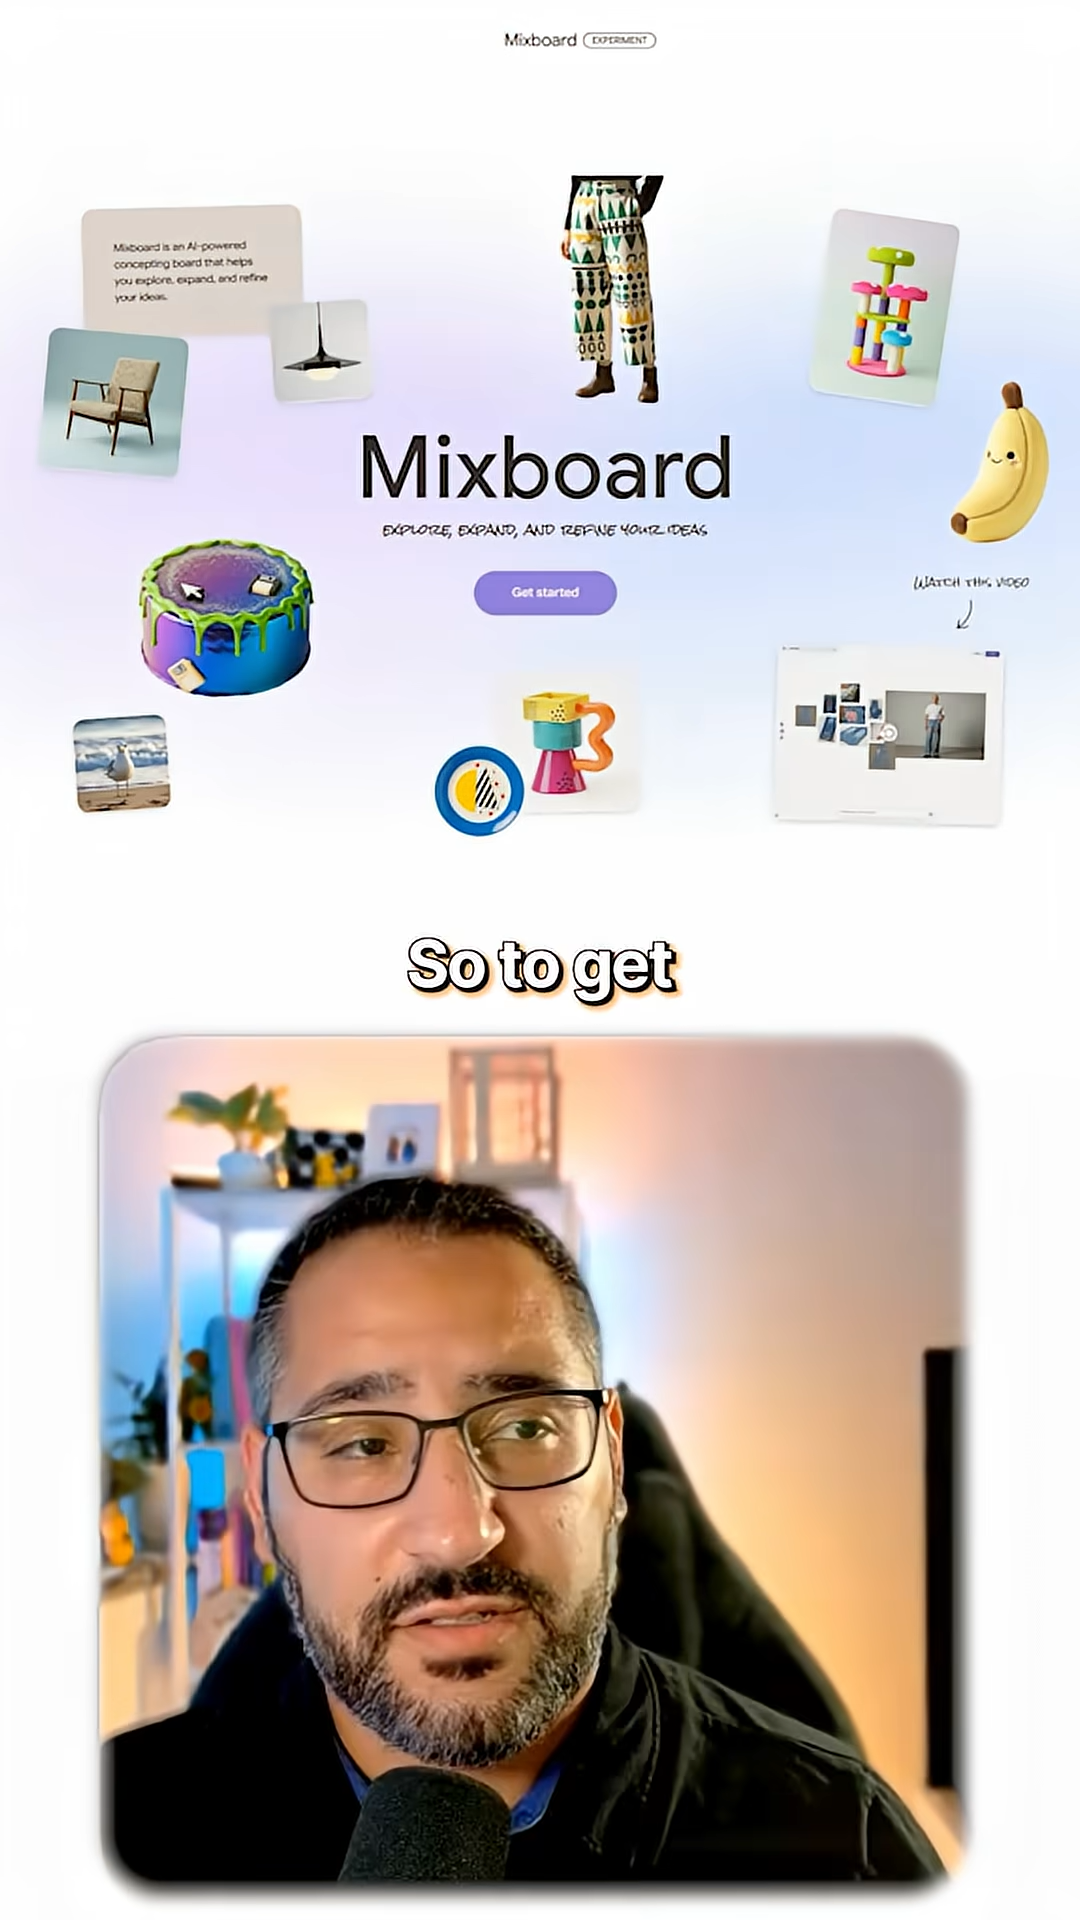 Mixboard EXPERIMENT
Mixboard is an AI-powered
concepting board that helps
you explore, expand, and refine
your ideas.
Mixboard
EXPLORE, EXPAND, AND REFINE YOUR IDEAS
Get started
WATCH THIS VIDEO
So to get